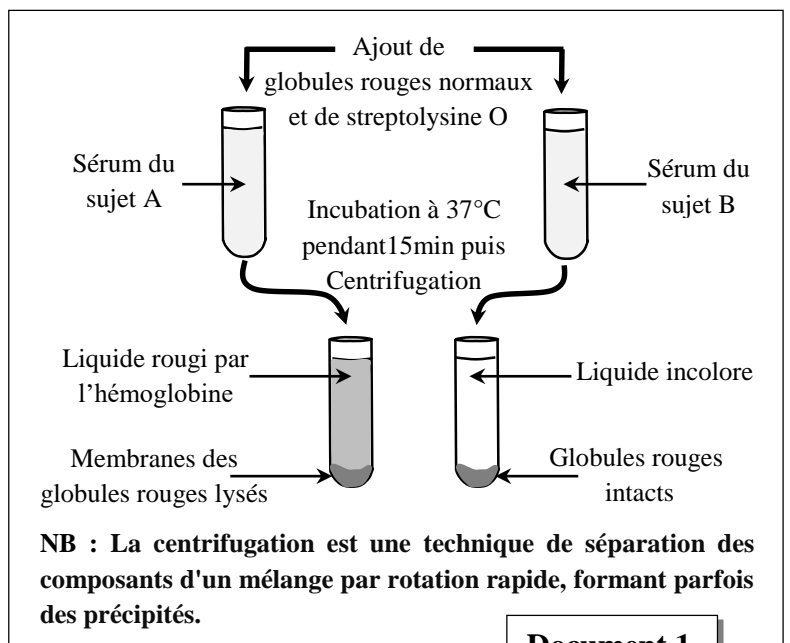 Ajout de
globules rouges normaux
et de streptolysine O
Sérum du
sujet A
Sérum du
sujet B
Incubation à 37°C
pendant15min puis
Centrifugation
Liquide rougi par
l’hémoglobine
Liquide incolore
Membranes des
globules rouges lysés
Globules rouges
intacts
NB : La centrifugation est une technique de séparation des
composants d'un mélange par rotation rapide, formant parfois
des précipités.
Document 1